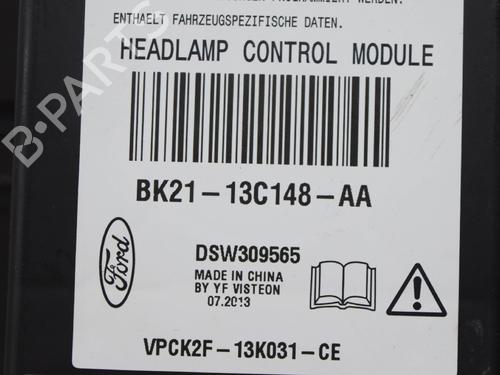 ENTHAELT FAHRZEUGSPEZIFISCHE DATEN.
HEADLAMP CONTROL MODULE
BK21-13C148-AA
Ford
DSW309565
MADE IN CHINA
BY YF VISTEON
07.2013
VPCK2F-13K031-CE
B-PARTS